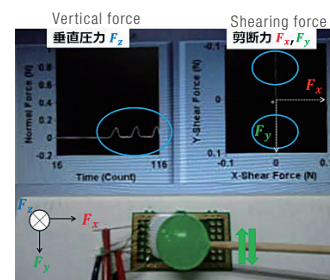 Vertical force
垂直圧力 Fz
Shearing force
剪断力 Fx,Fy
Normal Force (N)
1
0.8
0.6
0.4
0.2
0
-0.2
16
116
Time (Count)
Y-Shear Force (N)
-0.1
0
0.1
-0.1
0
0.1
X-Shear Force (N)
Fx
Fy
Fz
Fx
Fy